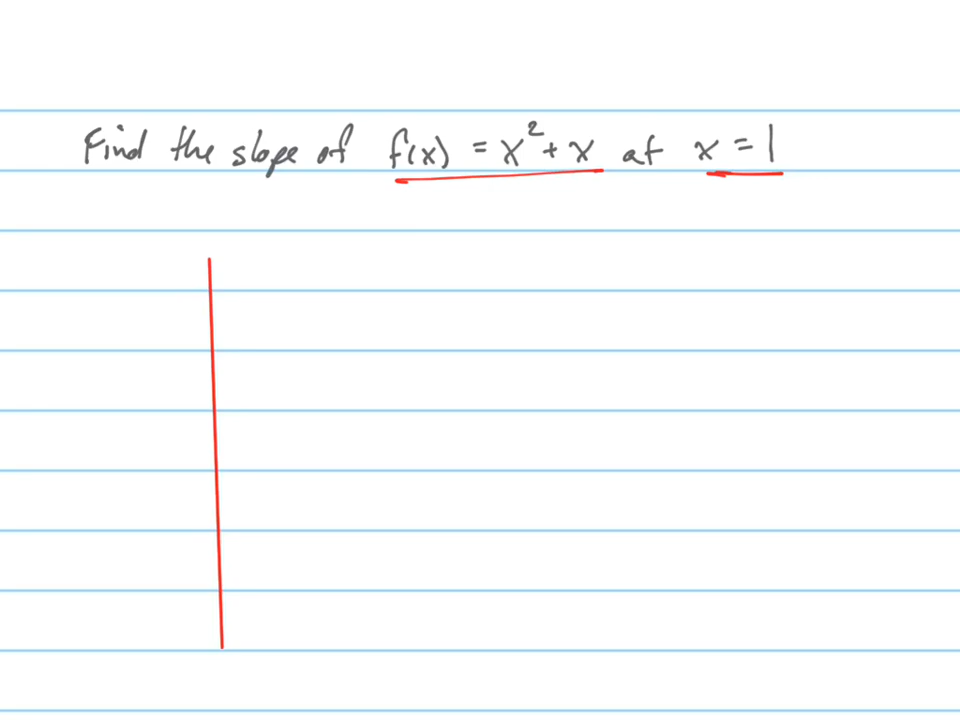 Find the slope of f(x) = x² + x at x = 1